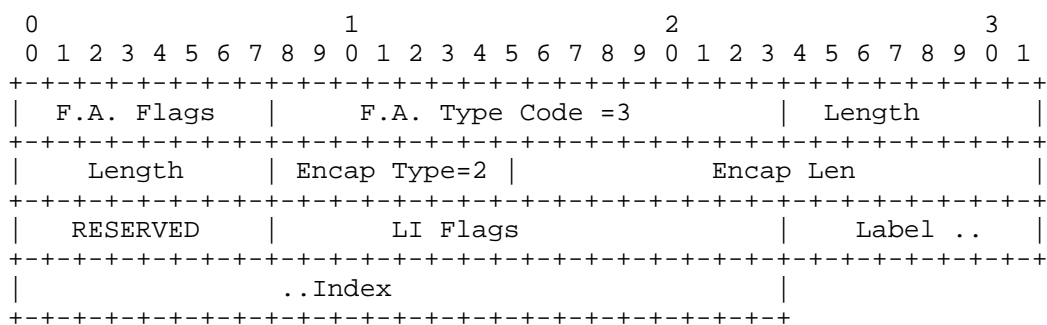 0                   1                   2                   3
 0 1 2 3 4 5 6 7 8 9 0 1 2 3 4 5 6 7 8 9 0 1 2 3 4 5 6 7 8 9 0 1
+-+-+-+-+-+-+-+-+-+-+-+-+-+-+-+-+-+-+-+-+-+-+-+-+-+-+-+-+-+-+-+-+
|  F.A. Flags   |     F.A. Type Code =3         |  Length       |
+-+-+-+-+-+-+-+-+-+-+-+-+-+-+-+-+-+-+-+-+-+-+-+-+-+-+-+-+-+-+-+-+
|    Length     | Encap Type=2 |            Encap Len           |
+-+-+-+-+-+-+-+-+-+-+-+-+-+-+-+-+-+-+-+-+-+-+-+-+-+-+-+-+-+-+-+-+
|   RESERVED    |       LI Flags                |    Label ..   |
+-+-+-+-+-+-+-+-+-+-+-+-+-+-+-+-+-+-+-+-+-+-+-+-+-+-+-+-+-+-+-+-+
|                ..Index                        |
+-+-+-+-+-+-+-+-+-+-+-+-+-+-+-+-+-+-+-+-+-+-+-+-+